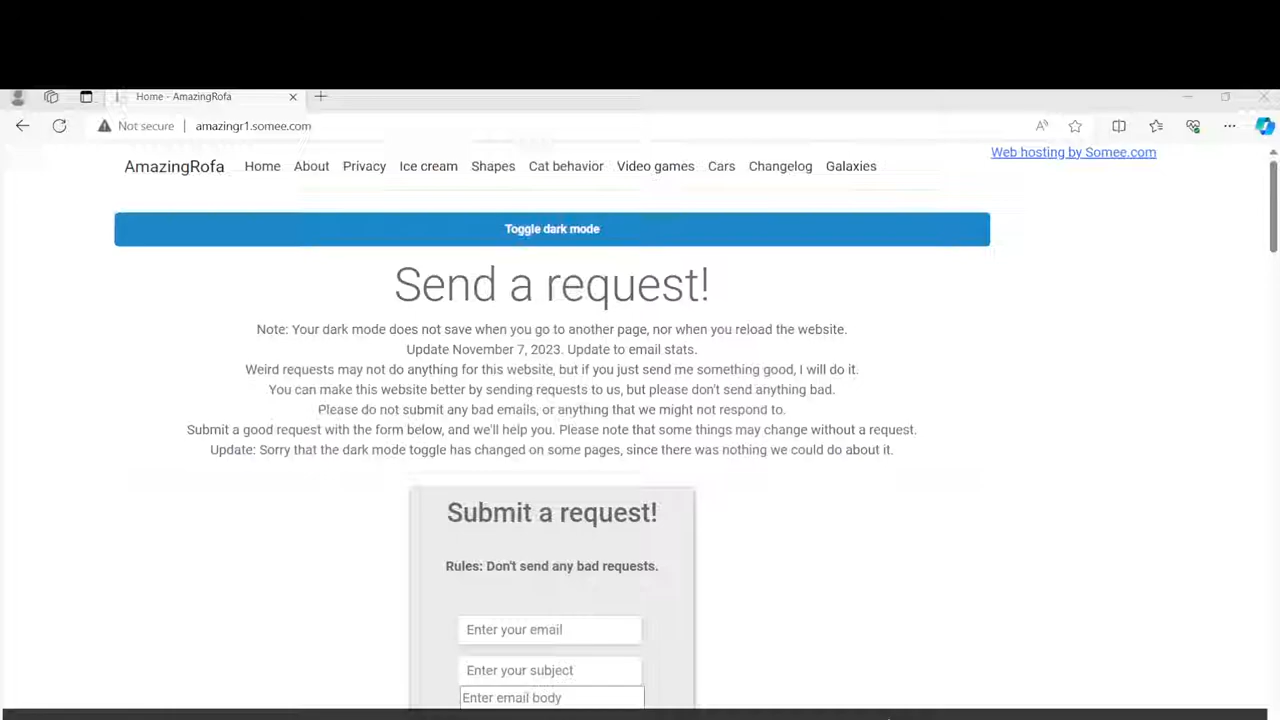 Home - AmazingRofa
Not secure
amazingr1.somee.com
AmazingRofa Home About Privacy Ice cream Shapes Cat behavior Video games Cars Changelog Galaxies
Web hosting by Somee.com
Toggle dark mode
Send a request!
Note: Your dark mode does not save when you go to another page, nor when you reload the website.
Update November 7, 2023. Update to email stats.
Weird requests may not do anything for this website, but if you just send me something good, I will do it.
You can make this website better by sending requests to us, but please don't send anything bad.
Please do not submit any bad emails, or anything that we might not respond to.
Submit a good request with the form below, and we'll help you. Please note that some things may change without a request.
Update: Sorry that the dark mode toggle has changed on some pages, since there was nothing we could do about it.
Submit a request!
Rules: Don't send any bad requests.
Enter your email
Enter your subject
Enter email body